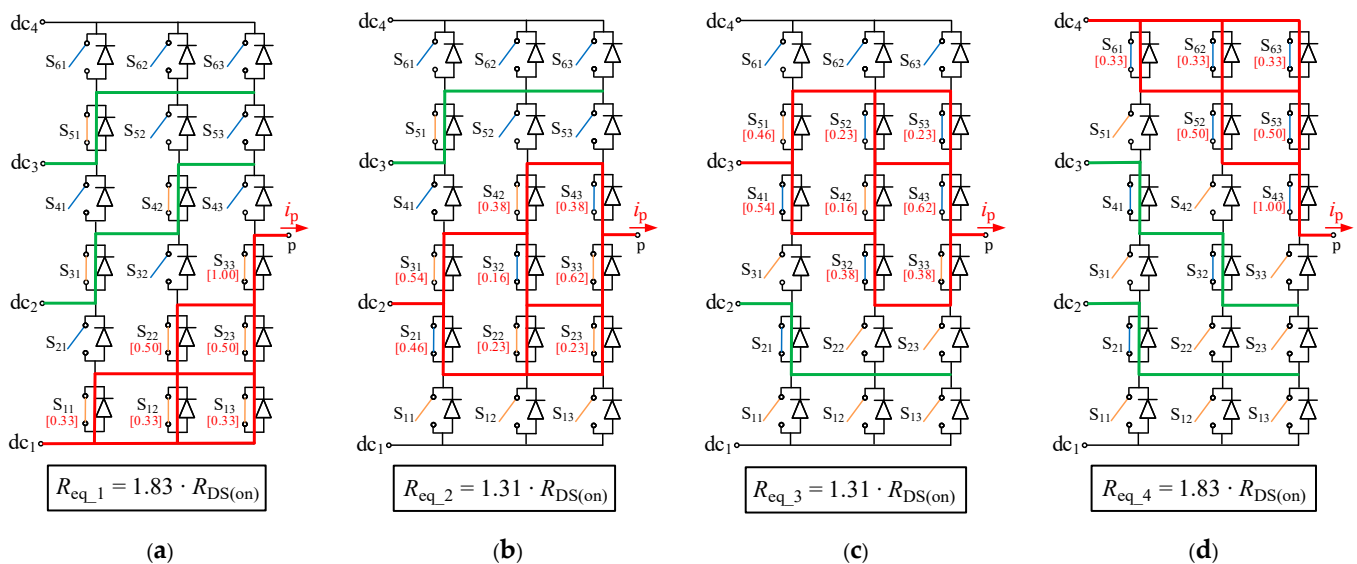 dc4
S61 S62 S63
S51 S52 S53
dc3
S41 S42 S43
ip
p
S31 S32 S33
[1.00]
dc2
S21 S22 S23
[0.50] [0.50]
S11 S12 S13
[0.33] [0.33] [0.33]
dc1
Req_1 = 1.83 · RDS(on)
(a)
dc4
S61 S62 S63
S51 S52 S53
dc3
S41 S42 S43
[0.38] [0.38]
ip
p
S31 S32 S33
[0.54] [0.16] [0.62]
dc2
S21 S22 S23
[0.46] [0.23] [0.23]
S11 S12 S13
dc1
Req_2 = 1.31 · RDS(on)
(b)
dc4
S61 S62 S63
S51 S52 S53
[0.46] [0.23] [0.23]
dc3
S41 S42 S43
[0.54] [0.16] [0.62]
ip
p
S31 S32 S33
[0.38] [0.38]
dc2
S21 S22 S23
S11 S12 S13
dc1
Req_3 = 1.31 · RDS(on)
(c)
dc4
S61 S62 S63
[0.33] [0.33] [0.33]
S51 S52 S53
[0.50] [0.50]
dc3
S41 S42 S43
[1.00]
ip
p
S31 S32 S33
dc2
S21 S22 S23
S11 S12 S13
dc1
Req_4 = 1.83 · RDS(on)
(d)